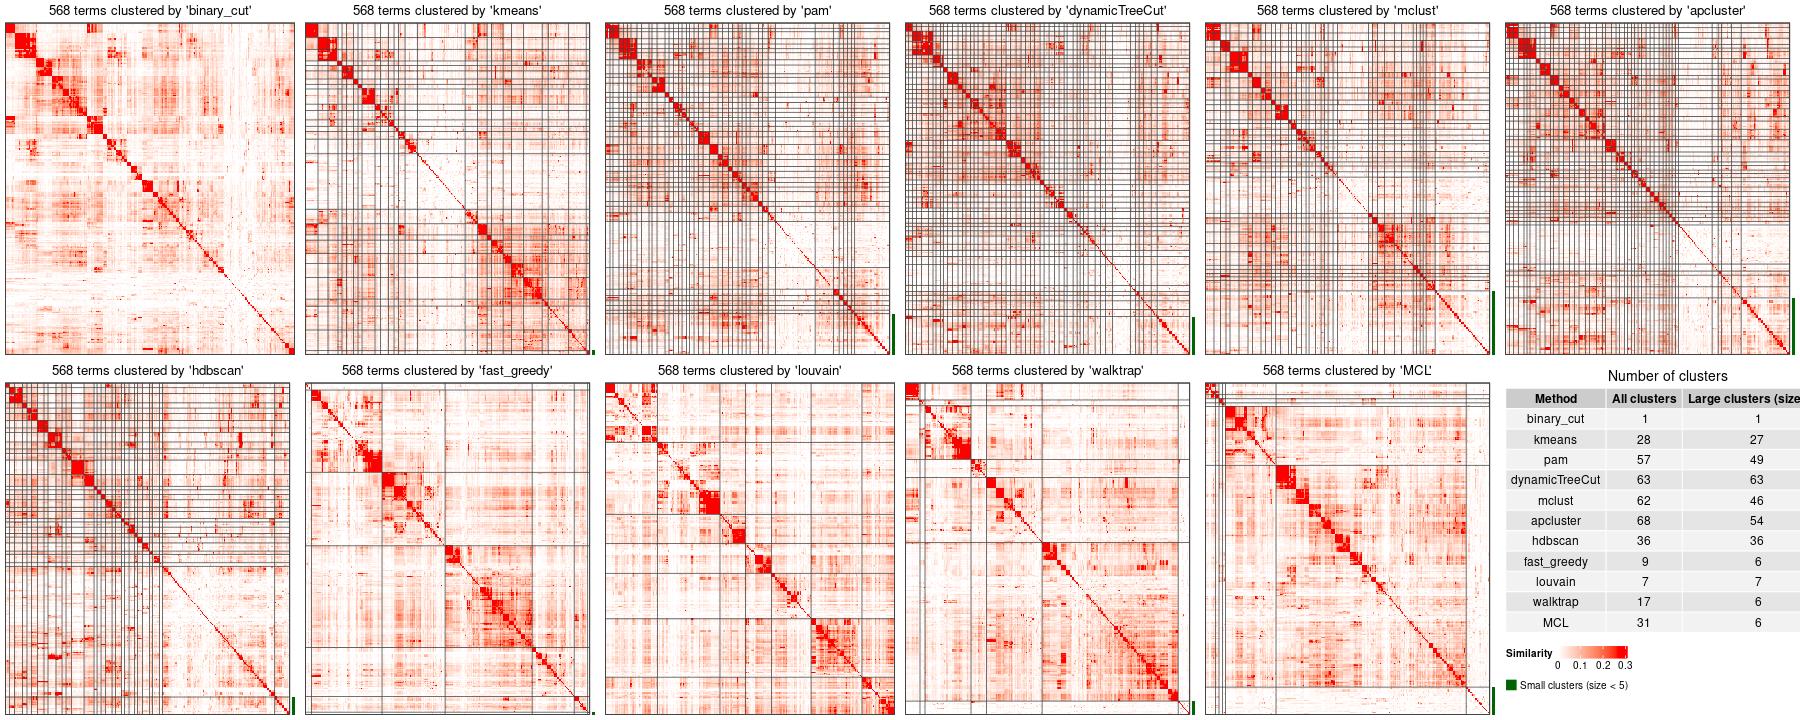 568 terms clustered by 'binary_cut'
568 terms clustered by 'kmeans'
568 terms clustered by 'pam'
568 terms clustered by 'dynamicTreeCut'
568 terms clustered by 'mclust'
568 terms clustered by 'apcluster'
568 terms clustered by 'hdbscan'
568 terms clustered by 'fast_greedy'
568 terms clustered by 'louvain'
568 terms clustered by 'walktrap'
568 terms clustered by 'MCL'
Number of clusters
Method All clusters Large clusters (size
binary_cut 1 1
kmeans 28 27
pam 57 49
dynamicTreeCut 63 63
mclust 62 46
apcluster 68 54
hdbscan 36 36
fast_greedy 9 6
louvain 7 7
walktrap 17 6
MCL 31 6
Similarity
0 0.1 0.2 0.3
Small clusters (size < 5)